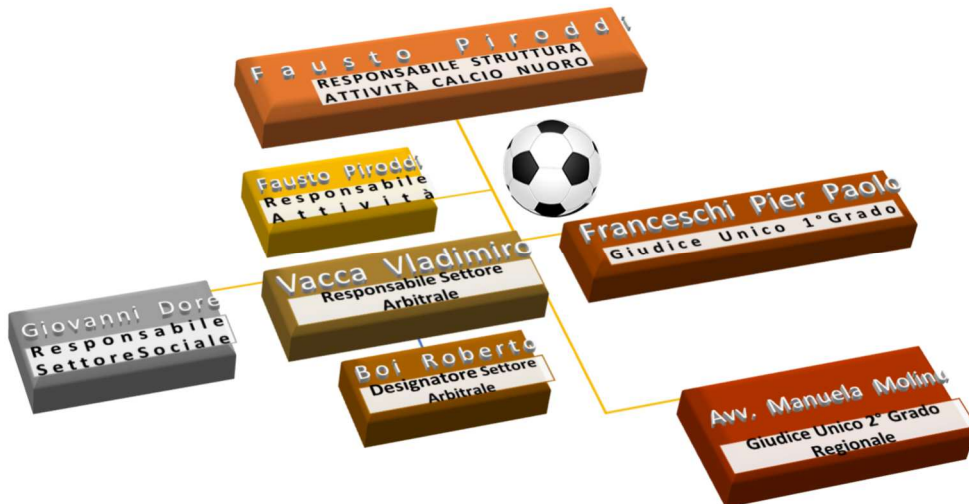 Fausto Piroddi
RESPONSABILE STRUTTURA
ATTIVITÀ CALCIO NUORO
Fausto Piroddi
Responsabile
Attività
Franceschi Pier Paolo
Giudice Unico 1° Grado
Vacca Vladimiro
Responsabile Settore
Arbitrale
Giovanni Dore
Responsabile
Settore Sociale
Boi Roberto
Designatore Settore
Arbitrale
Avv. Manuela Molinu
Giudice Unico 2° Grado
Regionale